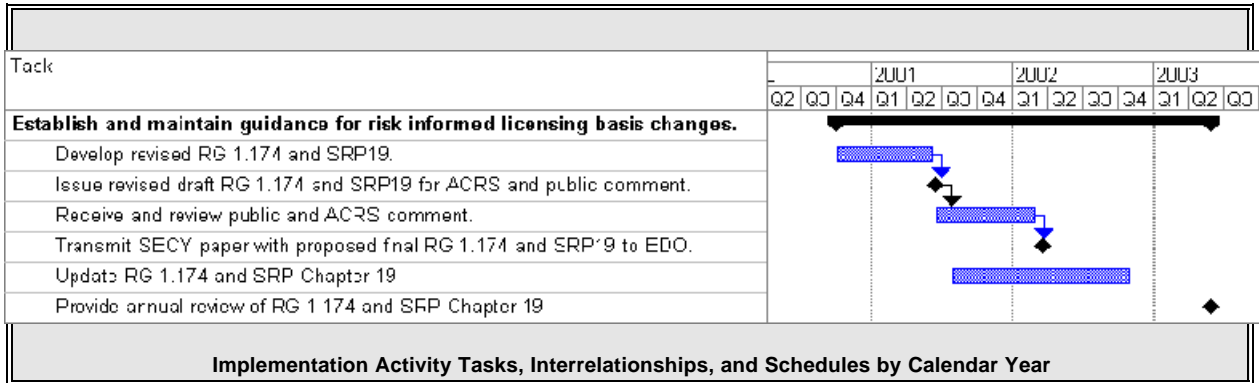 Task
2001 2002 2003
Q2 Q3 Q4 Q1 Q2 Q3 Q4 Q1 Q2 Q3 Q4 Q1 Q2 Q3
Establish and maintain guidance for risk informed licensing basis changes.
Develop revised RG 1.174 and SRP19.
Issue revised draft RG 1.174 and SRP19 for ACRS and public comment.
Receive and review public and ACRS comment.
Transmit SECY paper with proposed final RG 1.174 and SRP19 to EDO.
Update RG 1.174 and SRP Chapter 19
Provide annual review of RG 1 174 and SRP Chapter 19
Implementation Activity Tasks, Interrelationships, and Schedules by Calendar Year